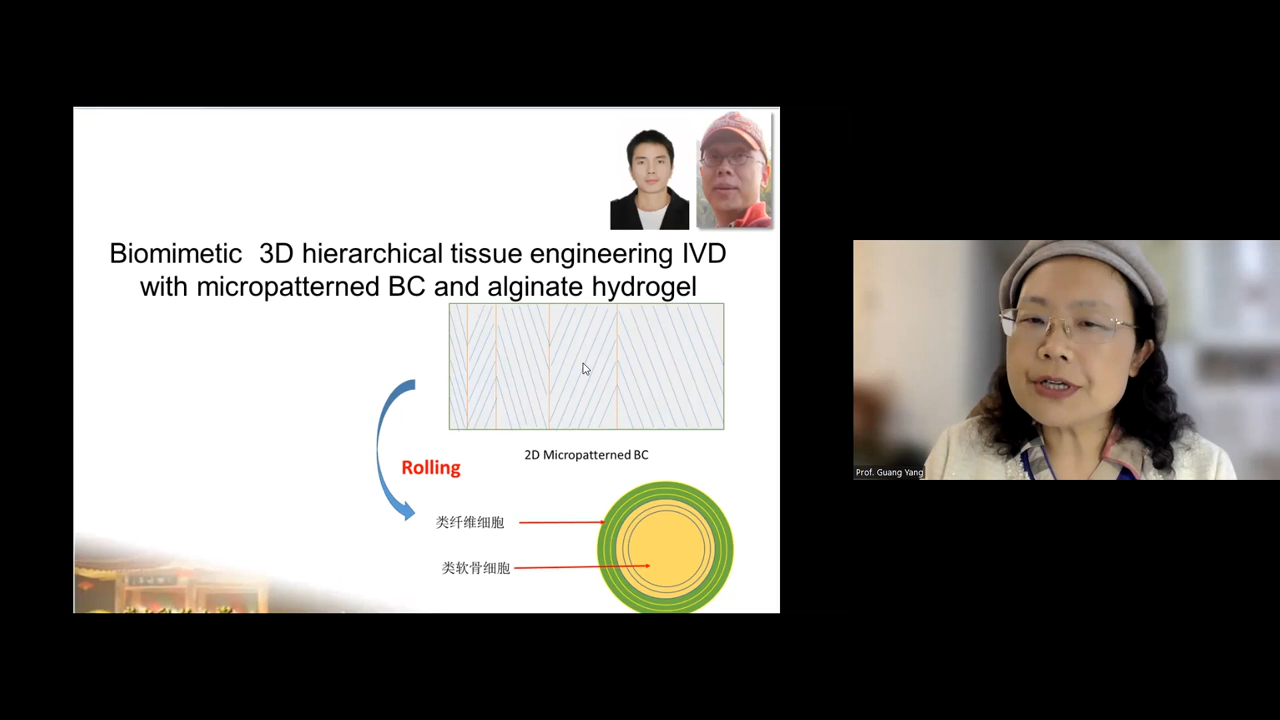 Biomimetic 3D hierarchical tissue engineering IVD
with micropatterned BC and alginate hydrogel
2D Micropatterned BC
Rolling
类纤维细胞
类软骨细胞
Prof. Guang Yang